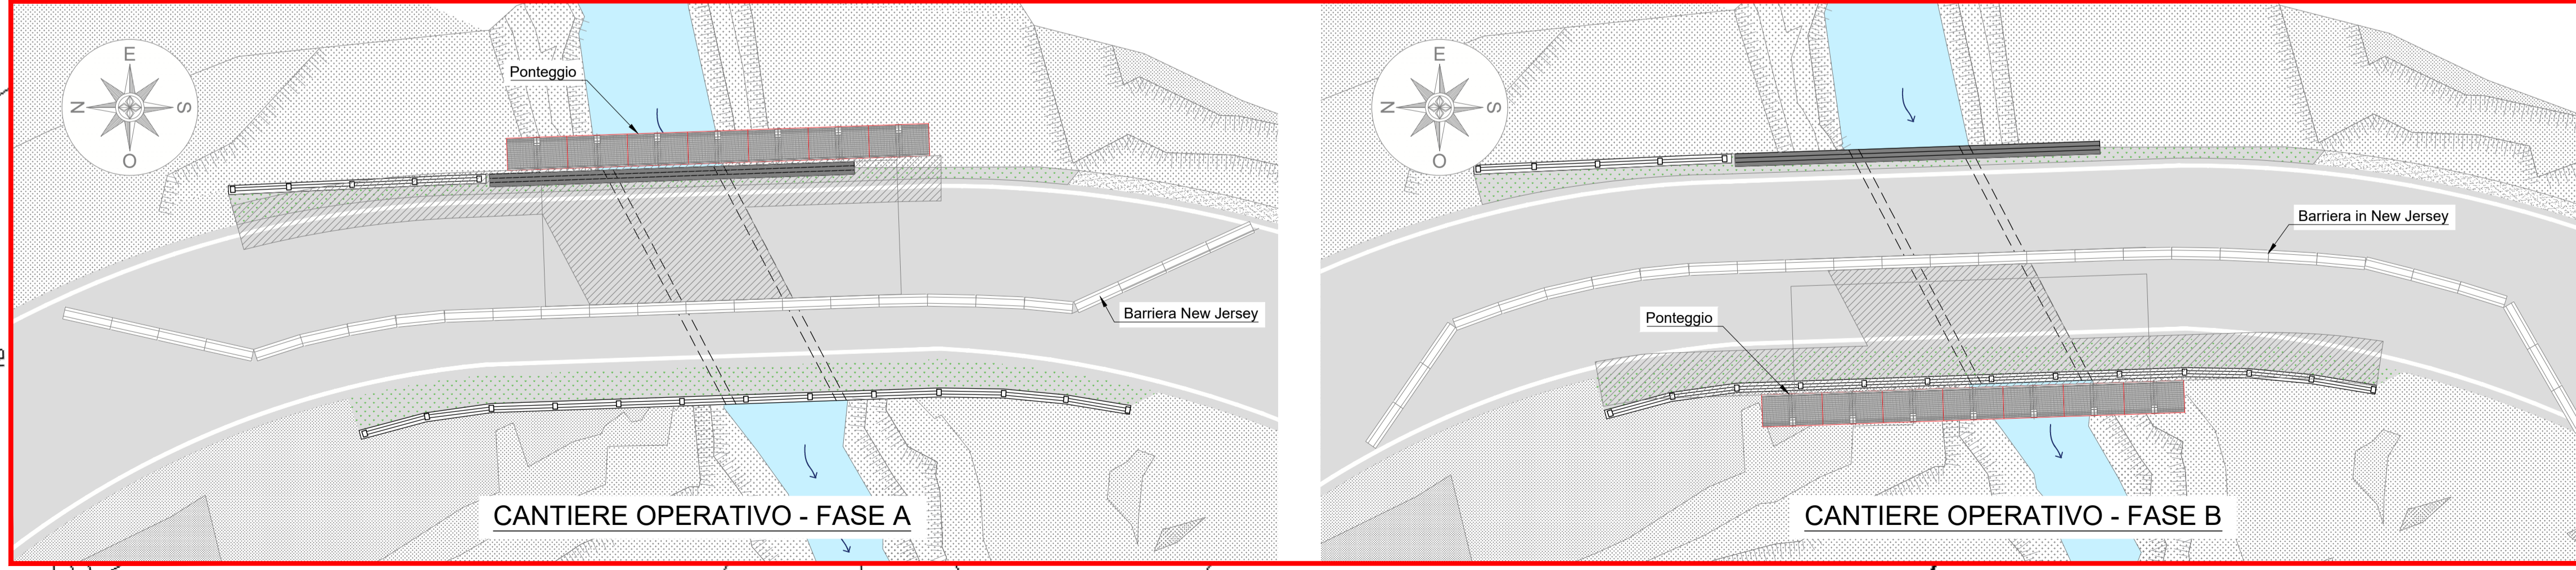 E
N
S
O
Ponteggio
Barriera New Jersey
CANTIERE OPERATIVO - FASE A
E
N
S
O
Barriera in New Jersey
Ponteggio
CANTIERE OPERATIVO - FASE B